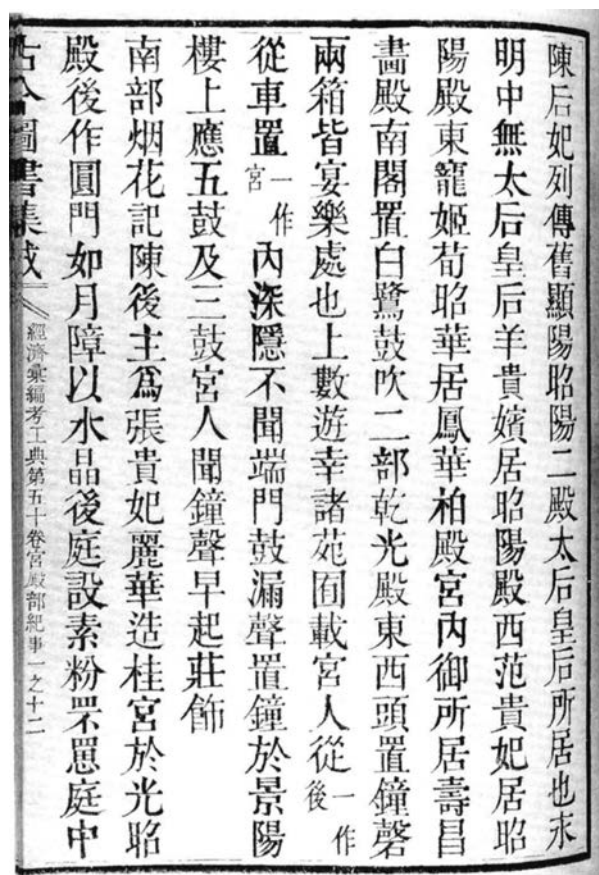 陳后妃列傳舊顯陽昭陽二殿太后皇后所居也永
明中無太后皇后羊貴嬪居昭陽殿西范貴妃居昭
陽殿東寵姬荀昭華居鳳華柏殿宮內御所居壽昌
畫殿南閣置白鷺鼓吹二部乾光殿東西頭置鐘磬
兩箱皆宴樂處也上數遊幸諸苑囿載宮人從一作後
從車置一作宮內深隱不聞端門鼓漏聲置鐘於景陽
樓上應五鼓及三鼓宮人聞鐘聲早起莊飾
南部烟花記陳後主爲張貴妃麗華造桂宮於光昭
殿後作圓門如月障以水晶後庭設素粉罘罳庭中
古今圖書集成
經濟彙編考工典第五十卷宮殿部紀事一之十二